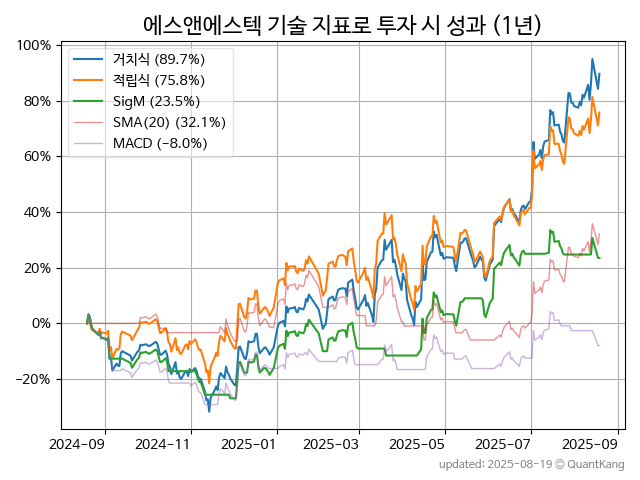 에스앤에스텍 기술 지표로 투자 시 성과 (1년)
거치식 (89.7%)
적립식 (75.8%)
SigM (23.5%)
SMA(20) (32.1%)
MACD (−8.0%)
100%
80%
60%
40%
20%
0%
−20%
2024-09 2024-11 2025-01 2025-03 2025-05 2025-07 2025-09
updated: 2025-08-19 © QuantKang